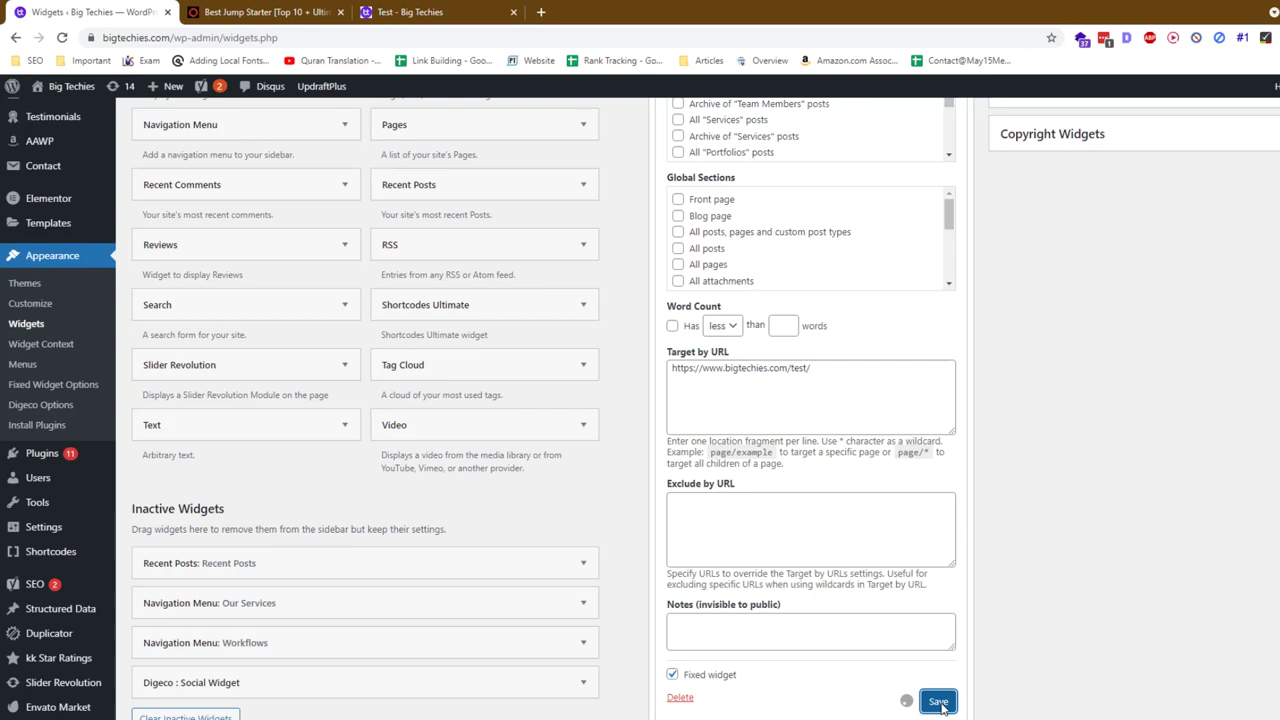 Widgets ‹ Big Techies — WordPr
Best Jump Starter [Top 10 + Ultim
Test - Big Techies
bigtechies.com/wp-admin/widgets.php
37
1
D
ABP
#1
SEO
Important
Exam
Adding Local Fonts...
Quran Translation -...
Link Building - Goo...
Website
Rank Tracking - Go...
Articles
Overview
Amazon.com Assoc...
Contact@May15Me...
Big Techies
14
New
2
Disqus
UpdraftPlus
Testimonials
AAWP
Contact
Elementor
Templates
Appearance
Themes
Customize
Widgets
Widget Context
Menus
Fixed Widget Options
Digeco Options
Install Plugins
Plugins 11
Users
Tools
Settings
Shortcodes
SEO 2
Structured Data
Duplicator
kk Star Ratings
Slider Revolution
Envato Market
Navigation Menu
Add a navigation menu to your sidebar.
Pages
A list of your site's Pages.
Recent Comments
Your site's most recent comments.
Recent Posts
Your site's most recent Posts.
Reviews
Widget to display Reviews
RSS
Entries from any RSS or Atom feed.
Search
A search form for your site.
Shortcodes Ultimate
Shortcodes Ultimate widget
Slider Revolution
Displays a Slider Revolution Module on the page
Tag Cloud
A cloud of your most used tags.
Text
Arbitrary text.
Video
Displays a video from the media library or from
YouTube, Vimeo, or another provider.
Inactive Widgets
Drag widgets here to remove them from the sidebar but keep their settings.
Recent Posts: Recent Posts
Navigation Menu: Our Services
Navigation Menu: Workflows
Digeco : Social Widget
Clear Inactive Widgets
Archive of "Team Members" posts
All "Services" posts
Archive of "Services" posts
All "Portfolios" posts
Global Sections
Front page
Blog page
All posts, pages and custom post types
All posts
All pages
All attachments
Word Count
Has less than words
Target by URL
https://www.bigtechies.com/test/
Enter one location fragment per line. Use * character as a wildcard.
Example: page/example to target a specific page or page/* to
target all children of a page.
Exclude by URL
Specify URLs to override the Target by URLs settings. Useful for
excluding specific URLs when using wildcards in Target by URL.
Notes (invisible to public)
Fixed widget
Delete
Save
Copyright Widgets